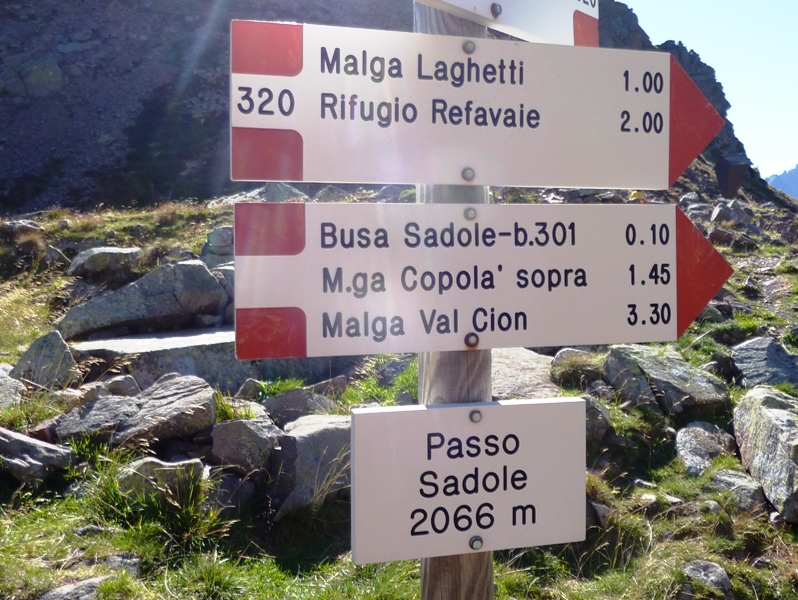 Malga Laghetti 1.00
320 Rifugio Refavaie 2.00
Busa Sadole-b.301 0.10
M.ga Copola' sopra 1.45
Malga Val Cion 3.30
Passo
Sadole
2066 m